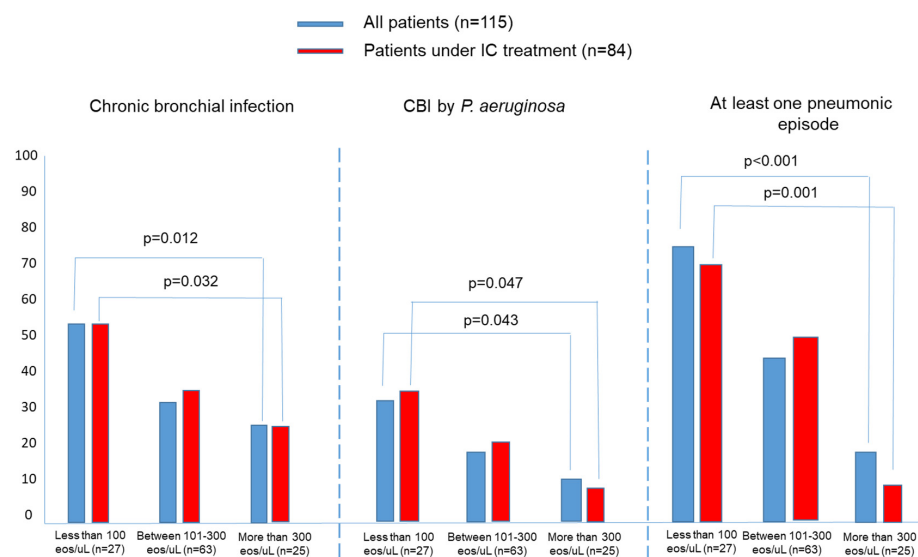 All patients (n=115)
Patients under IC treatment (n=84)
Chronic bronchial infection
CBI by P. aeruginosa
At least one pneumonic
episode
100
90
80
70
60
50
40
30
20
10
0
p=0.012
p=0.032
p=0.047
p=0.043
p<0.001
p=0.001
Less than 100
eos/uL (n=27)
Between 101-300
eos/uL (n=63)
More than 300
eos/uL (n=25)
Less than 100
eos/uL (n=27)
Between 101-300
eos/uL (n=63)
More than 300
eos/uL (n=25)
Less than 100
eos/uL (n=27)
Between 101-300
eos/uL (n=63)
More than 300
eos/uL (n=25)